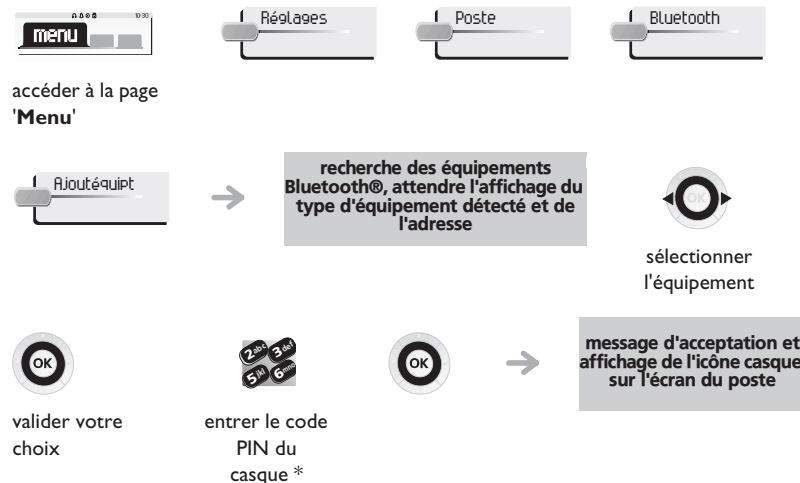 10:30
menu
Réglages
Poste
Bluetooth
accéder à la page
'Menu'
Ajoutéquipt
recherche des équipements
Bluetooth®, attendre l'affichage du
type d'équipement détecté et de
l'adresse
OK
sélectionner
l'équipement
OK
2abc
3def
5jkl
6mno
OK
message d'acceptation et
affichage de l'icône casque
sur l'écran du poste
valider votre
choix
entrer le code
PIN du
casque *